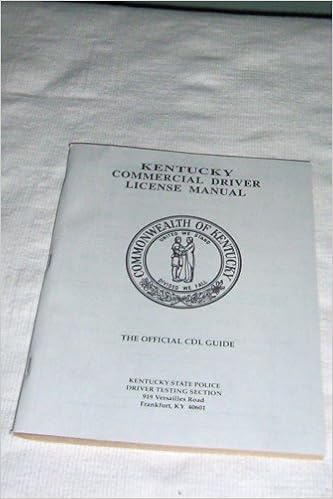 KENTUCKY
COMMERCIAL DRIVER
LICENSE MANUAL
COMMONWEALTH OF KENTUCKY
UNITED WE STAND
DIVIDED WE FALL
THE OFFICIAL CDL GUIDE
KENTUCKY STATE POLICE
DRIVER TESTING SECTION
919 Versailles Road
Frankfort, KY 40601